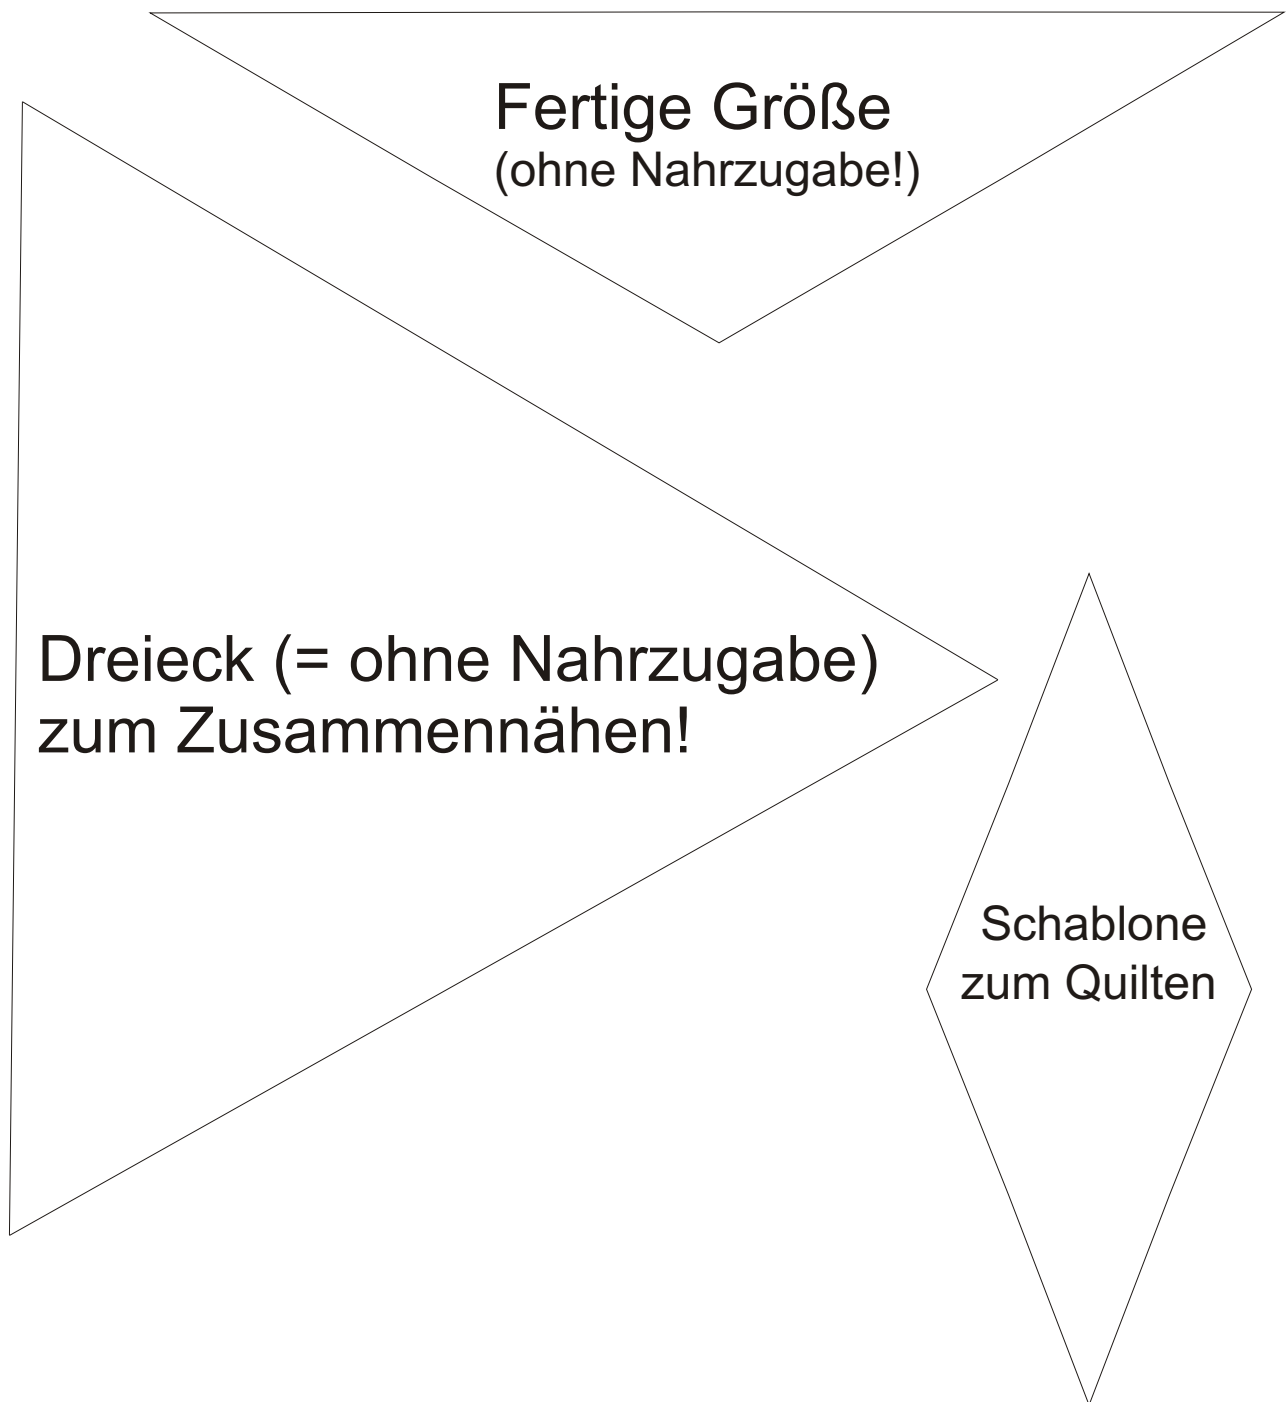 Fertige Größe
(ohne Nahrzugabe!)
Dreieck (= ohne Nahrzugabe)
zum Zusammennähen!
Schablone
zum Quilten